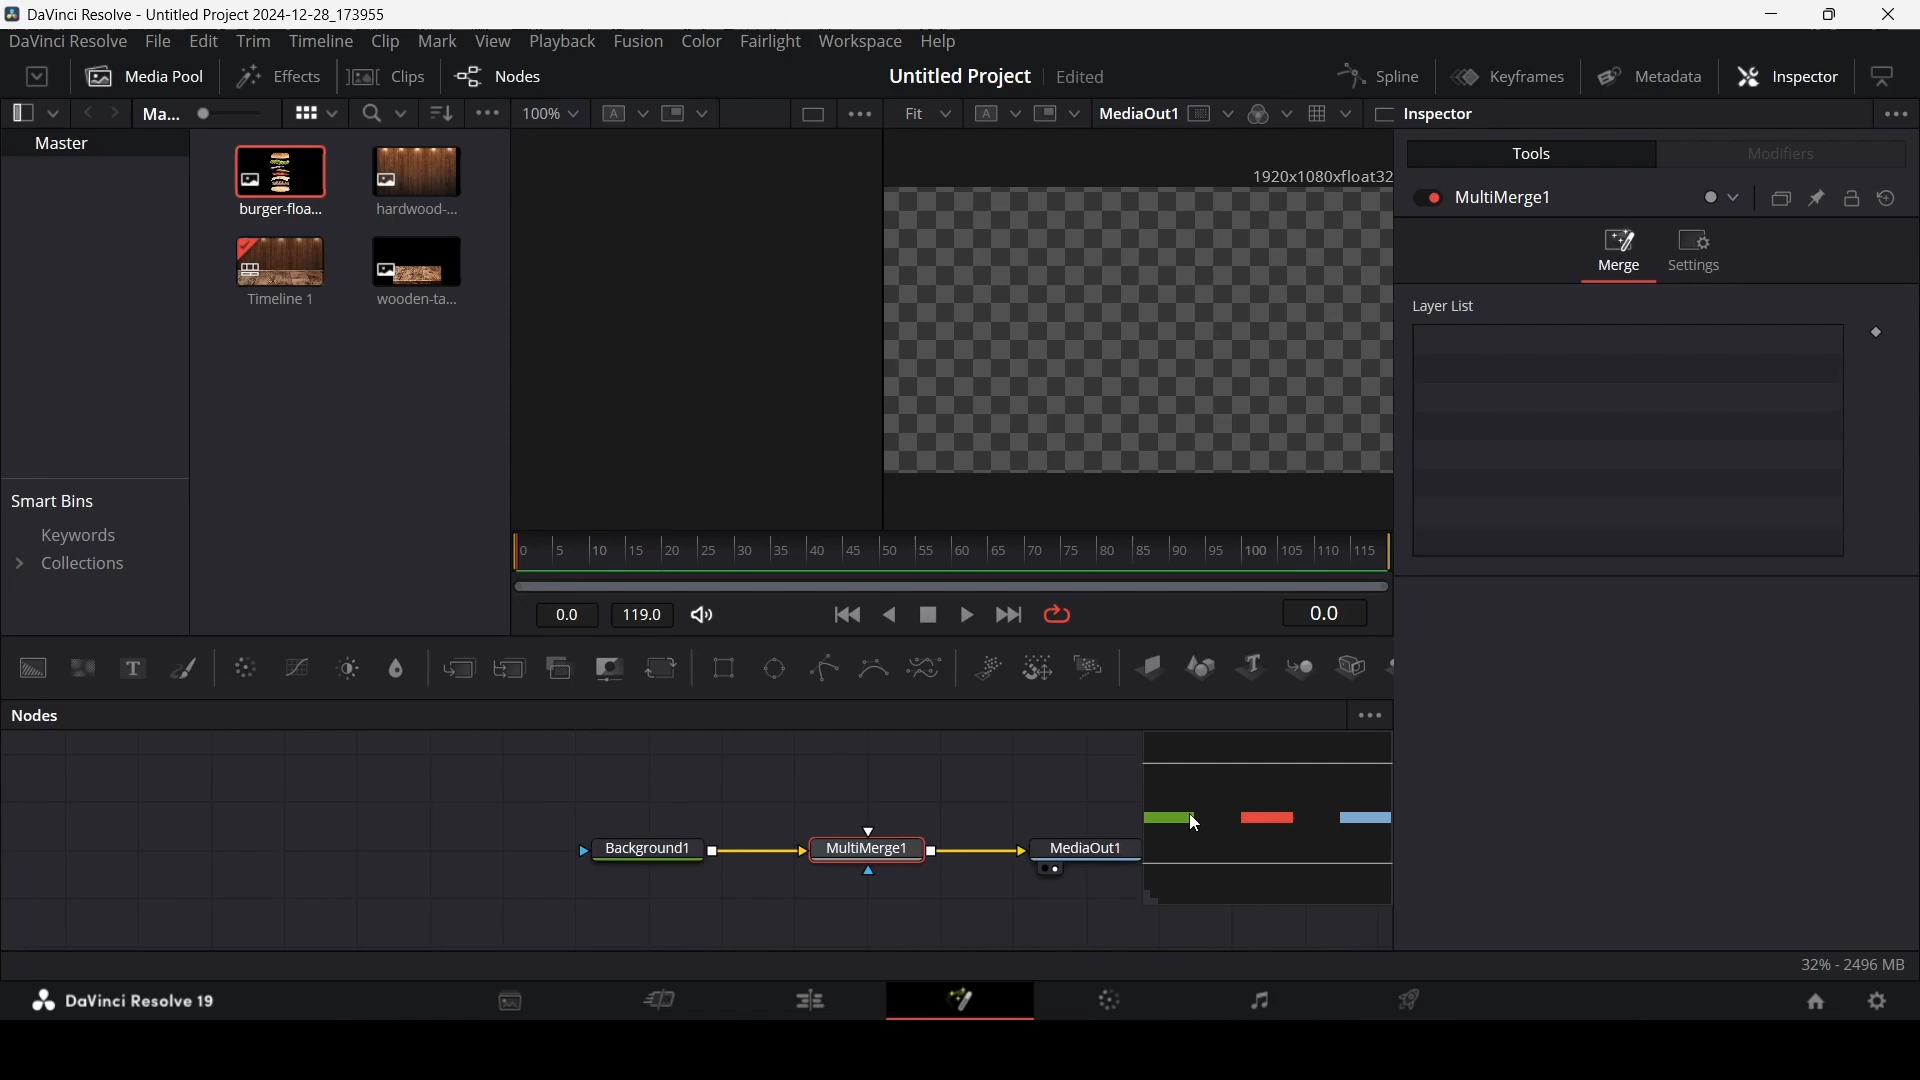 DaVinci Resolve - Untitled Project 2024-12-28_173955
DaVinci Resolve File Edit Trim Timeline Clip Mark View Playback Fusion Color Fairlight Workspace Help
Media Pool Effects Clips Nodes Untitled Project Edited Spline Keyframes Metadata Inspector
Ma... 100% A Fit A MediaOut1 Inspector
Master
Tools Modifiers
1920x1080xfloat32
MultiMerge1
burger-floa... hardwood-...
Merge Settings
Timeline 1 wooden-ta...
Layer List
Smart Bins
Keywords
Collections
0 5 10 15 20 25 30 35 40 45 50 55 60 65 70 75 80 85 90 95 100 105 110 115
0.0 119.0 0.0
T T
Nodes
Background1 MultiMerge1 MediaOut1
32% - 2496 MB
DaVinci Resolve 19